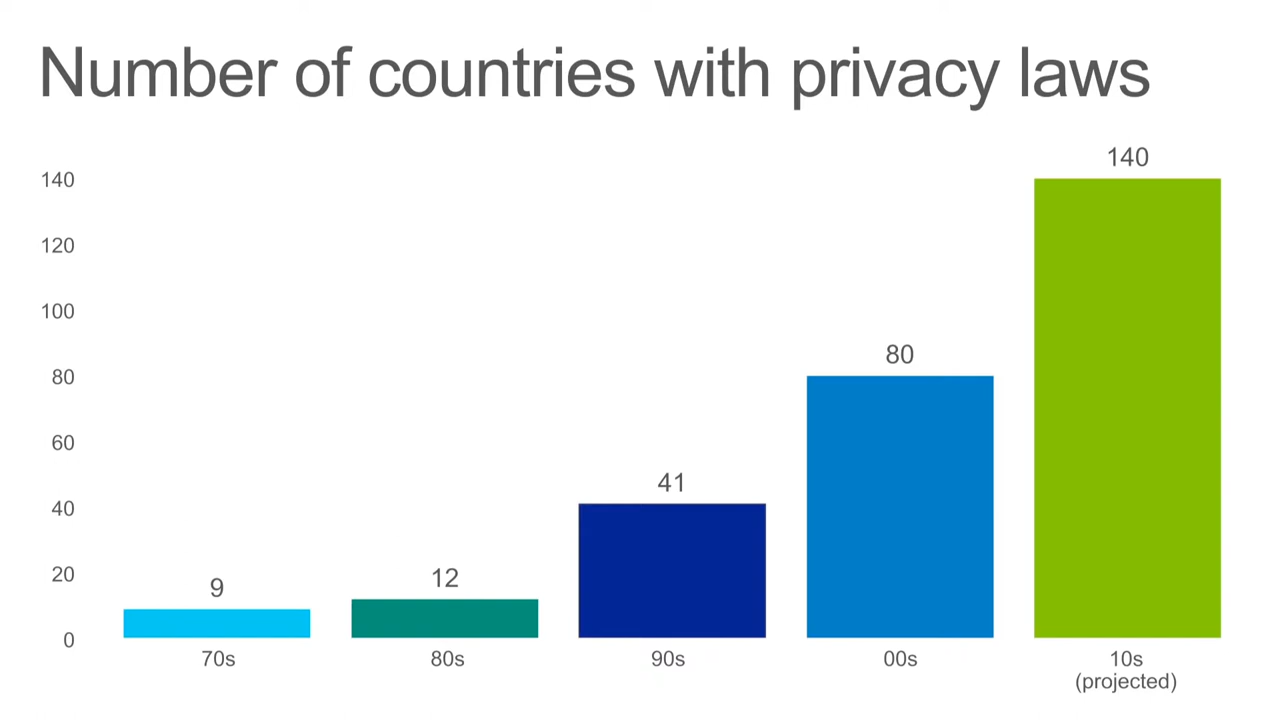 Number of countries with privacy laws
140
140
120
100
80
80
60
41
40
20
12
9
0
70s
80s
90s
00s
10s
(projected)